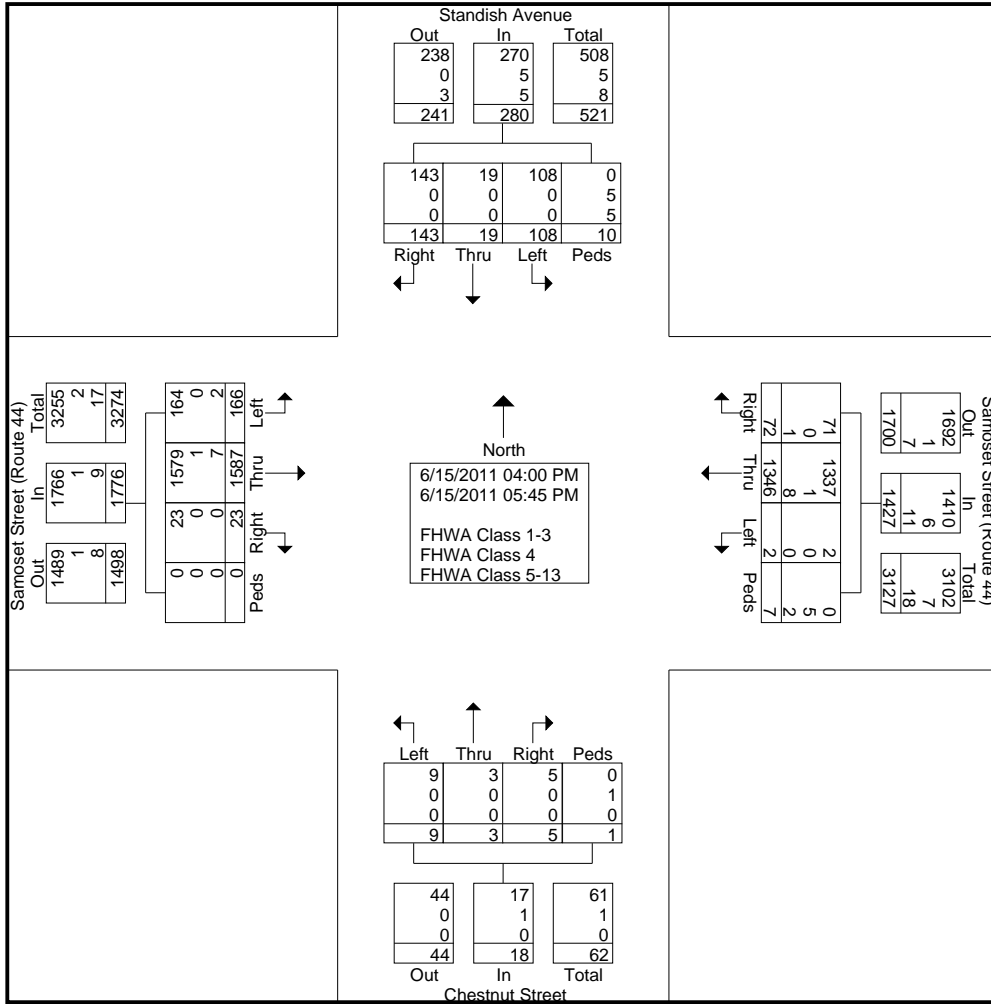 Standish Avenue
Out In Total
238 270 508
0 5 5
3 5 8
241 280 521
143 19 108 0
0 0 0 5
0 0 0 5
143 19 108 10
Right Thru Left Peds
Samoset Street (Route 44)
Total In Out
3255 1766 1489
2 1 1
17 9 8
3274 1776 1498
164 1579 23 0
0 1 0 0
2 7 0 0
166 1587 23 0
Left Thru Right Peds
North
6/15/2011 04:00 PM
6/15/2011 05:45 PM
FHWA Class 1-3
FHWA Class 4
FHWA Class 5-13
Right Thru Left Peds
71 1337 2 0
0 1 0 5
1 8 0 2
72 1346 2 7
Samoset Street (Route 44)
Out In Total
1692 1410 3102
1 6 7
7 11 18
1700 1427 3127
Left Thru Right Peds
9 3 5 0
0 0 0 1
0 0 0 0
9 3 5 1
44 17 61
0 1 1
0 0 0
44 18 62
Out In Total
Chestnut Street